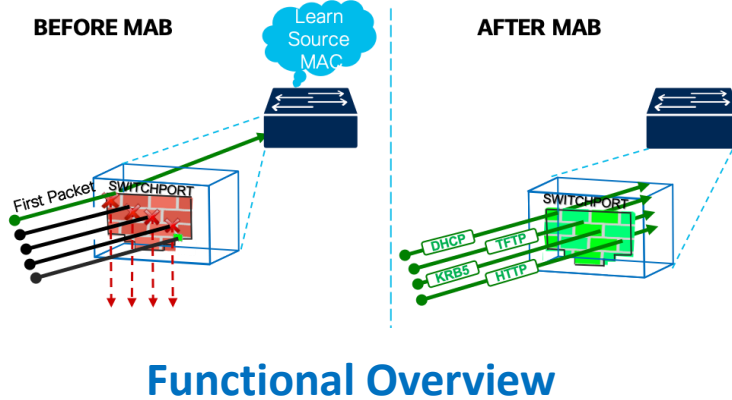 BEFORE MAB
Learn
Source
MAC
First Packet
SWITCHPORT
AFTER MAB
SWITCHPORT
DHCP
TFTP
KRB5
HTTP
Functional Overview